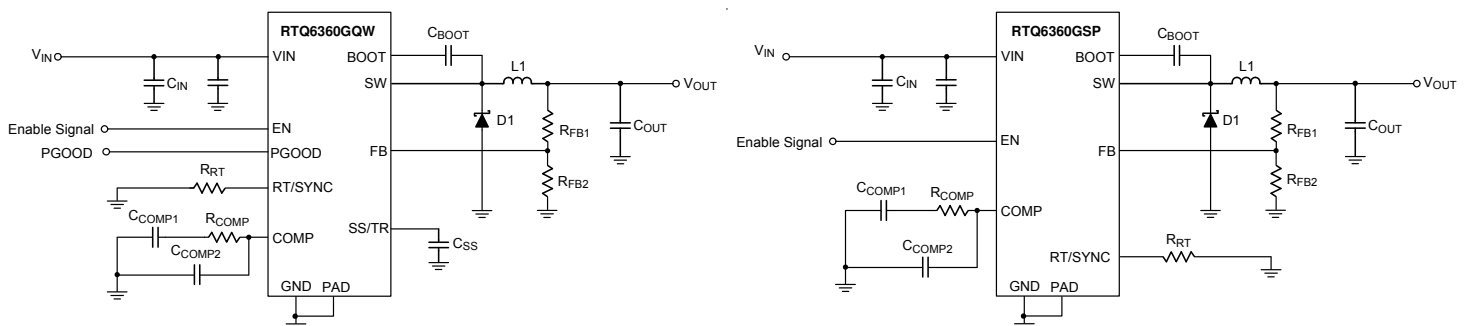 RTQ6360GQW
VIN
CIN
VIN
EN
PGOOD
RT/SYNC
COMP
GND
PAD
BOOT
SW
FB
SS/TR
CBOOT
L1
VOUT
D1
RFB1
RFB2
COUT
CSS
Enable Signal
PGOOD
RRT
CCOMP1
RCOMP
CCOMP2
RTQ6360GSP
VIN
CIN
VIN
EN
COMP
GND
PAD
BOOT
SW
FB
RT/SYNC
CBOOT
L1
VOUT
D1
RFB1
RFB2
COUT
Enable Signal
CCOMP1
RCOMP
CCOMP2
RRT